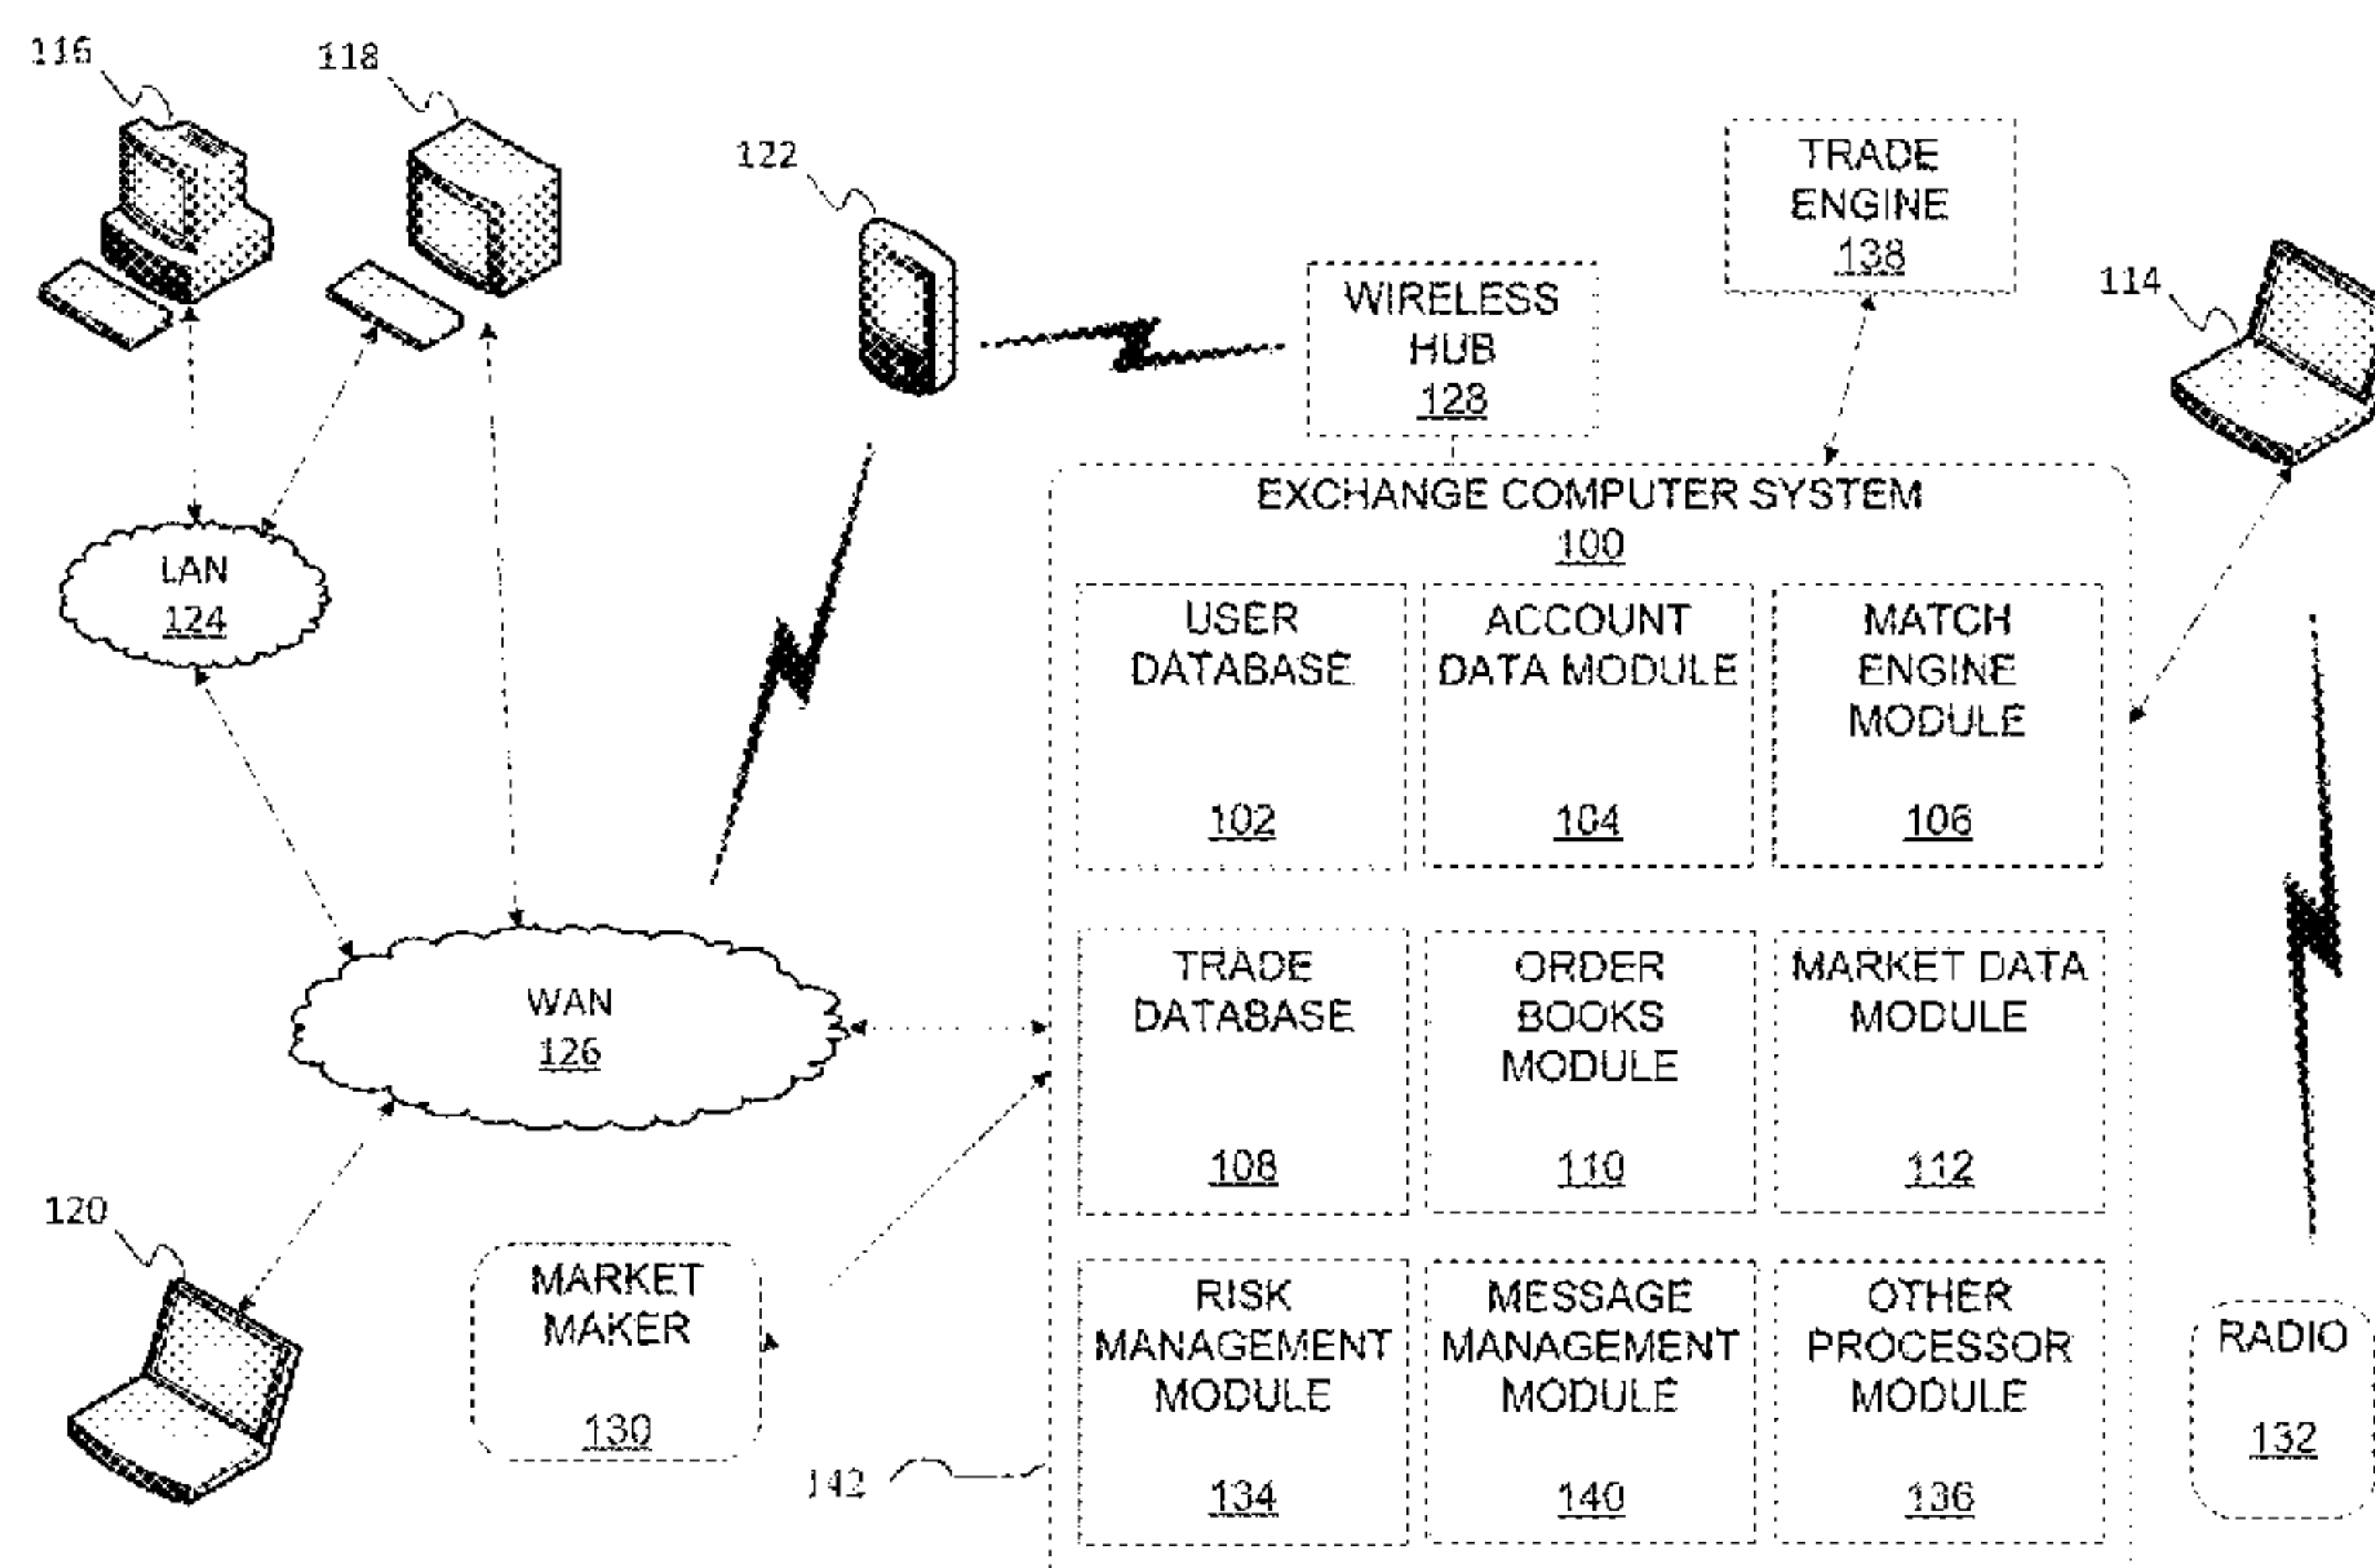 116
118
122
TRADE
ENGINE
138
WIRELESS
HUB
128
114
EXCHANGE COMPUTER SYSTEM
100
LAN
124
USER
DATABASE
102
ACCOUNT
DATA MODULE
104
MATCH
ENGINE
MODULE
106
WAN
126
TRADE
DATABASE
108
ORDER
BOOKS
MODULE
110
MARKET DATA
MODULE
112
120
MARKET
MAKER
130
142
RISK
MANAGEMENT
MODULE
134
MESSAGE
MANAGEMENT
MODULE
140
OTHER
PROCESSOR
MODULE
136
RADIO
132